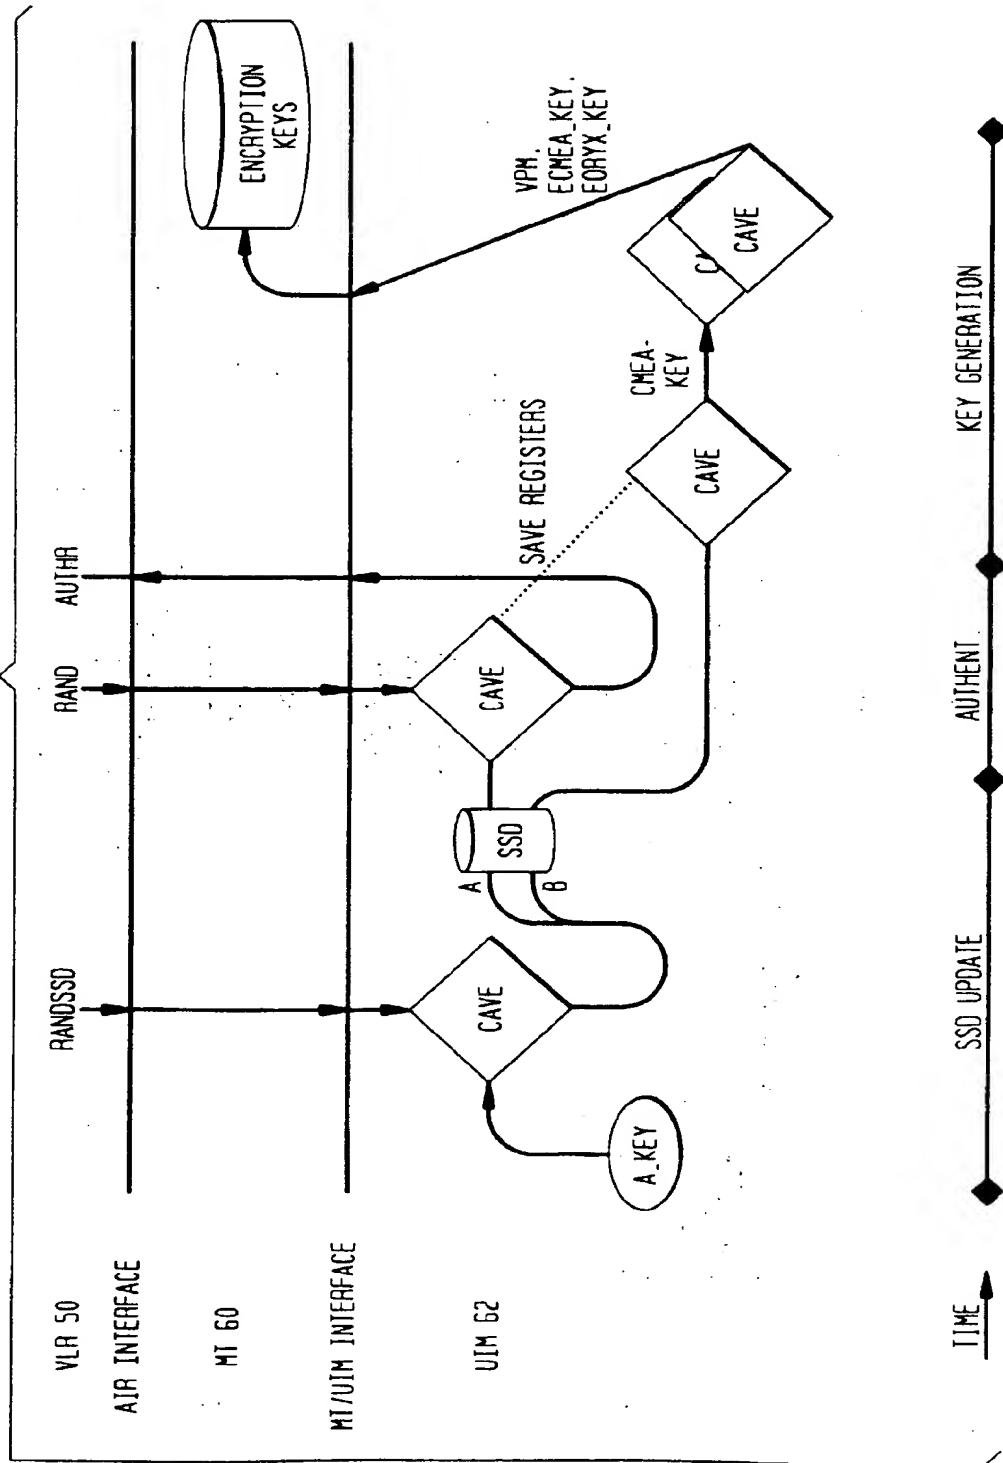 VLR 50
RANDSSD
RAND
AUTHR
AIR INTERFACE
MT 60
ENCRYPTION
KEYS
MT/UIM INTERFACE
UIM 62
A_KEY
CAVE
A
B
SSD
CAVE
SAVE REGISTERS
CAVE
CMEA-
KEY
CA
CAVE
VPM,
ECMEA_KEY,
EORYX_KEY
TIME
SSD UPDATE
AUTHENT.
KEY GENERATION